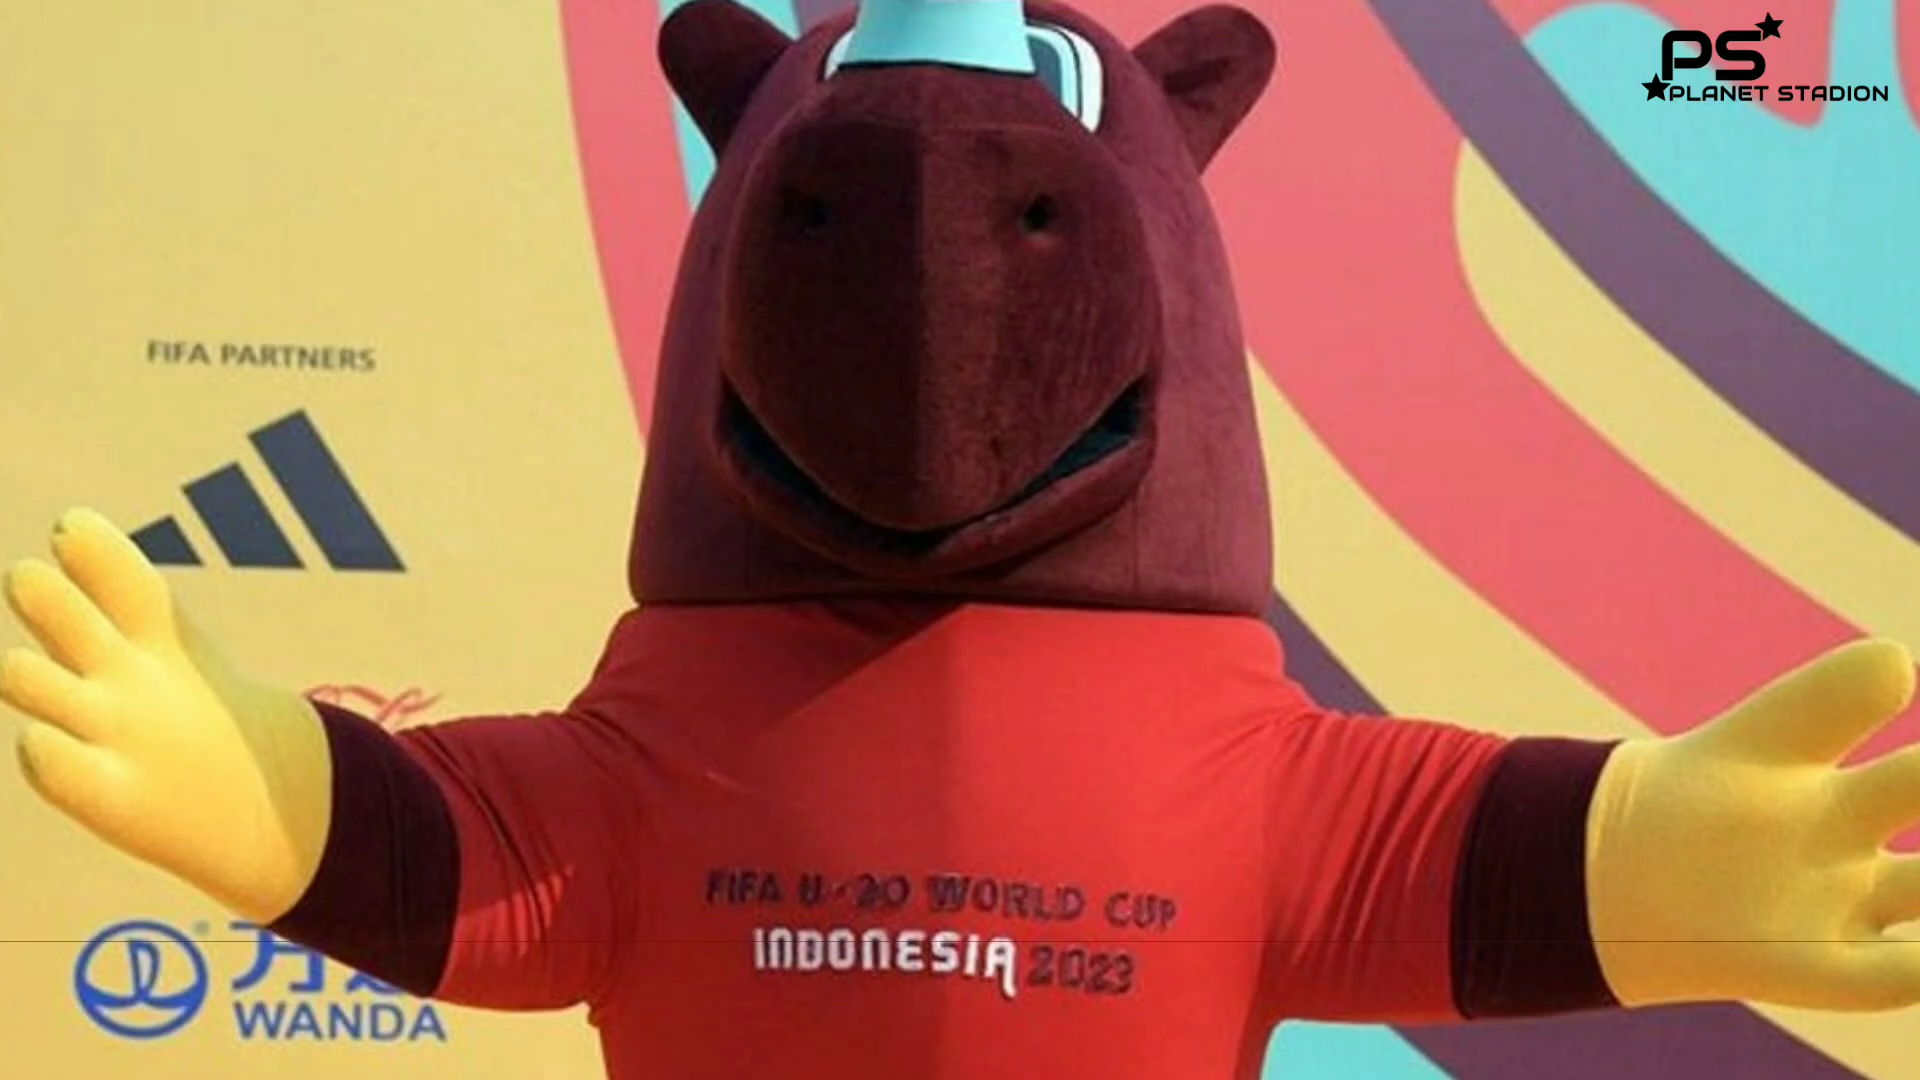 PS
PLANET STADION
FIFA PARTNERS
WANDA
FIFA U-20 WORLD CUP
INDONESIA 2023